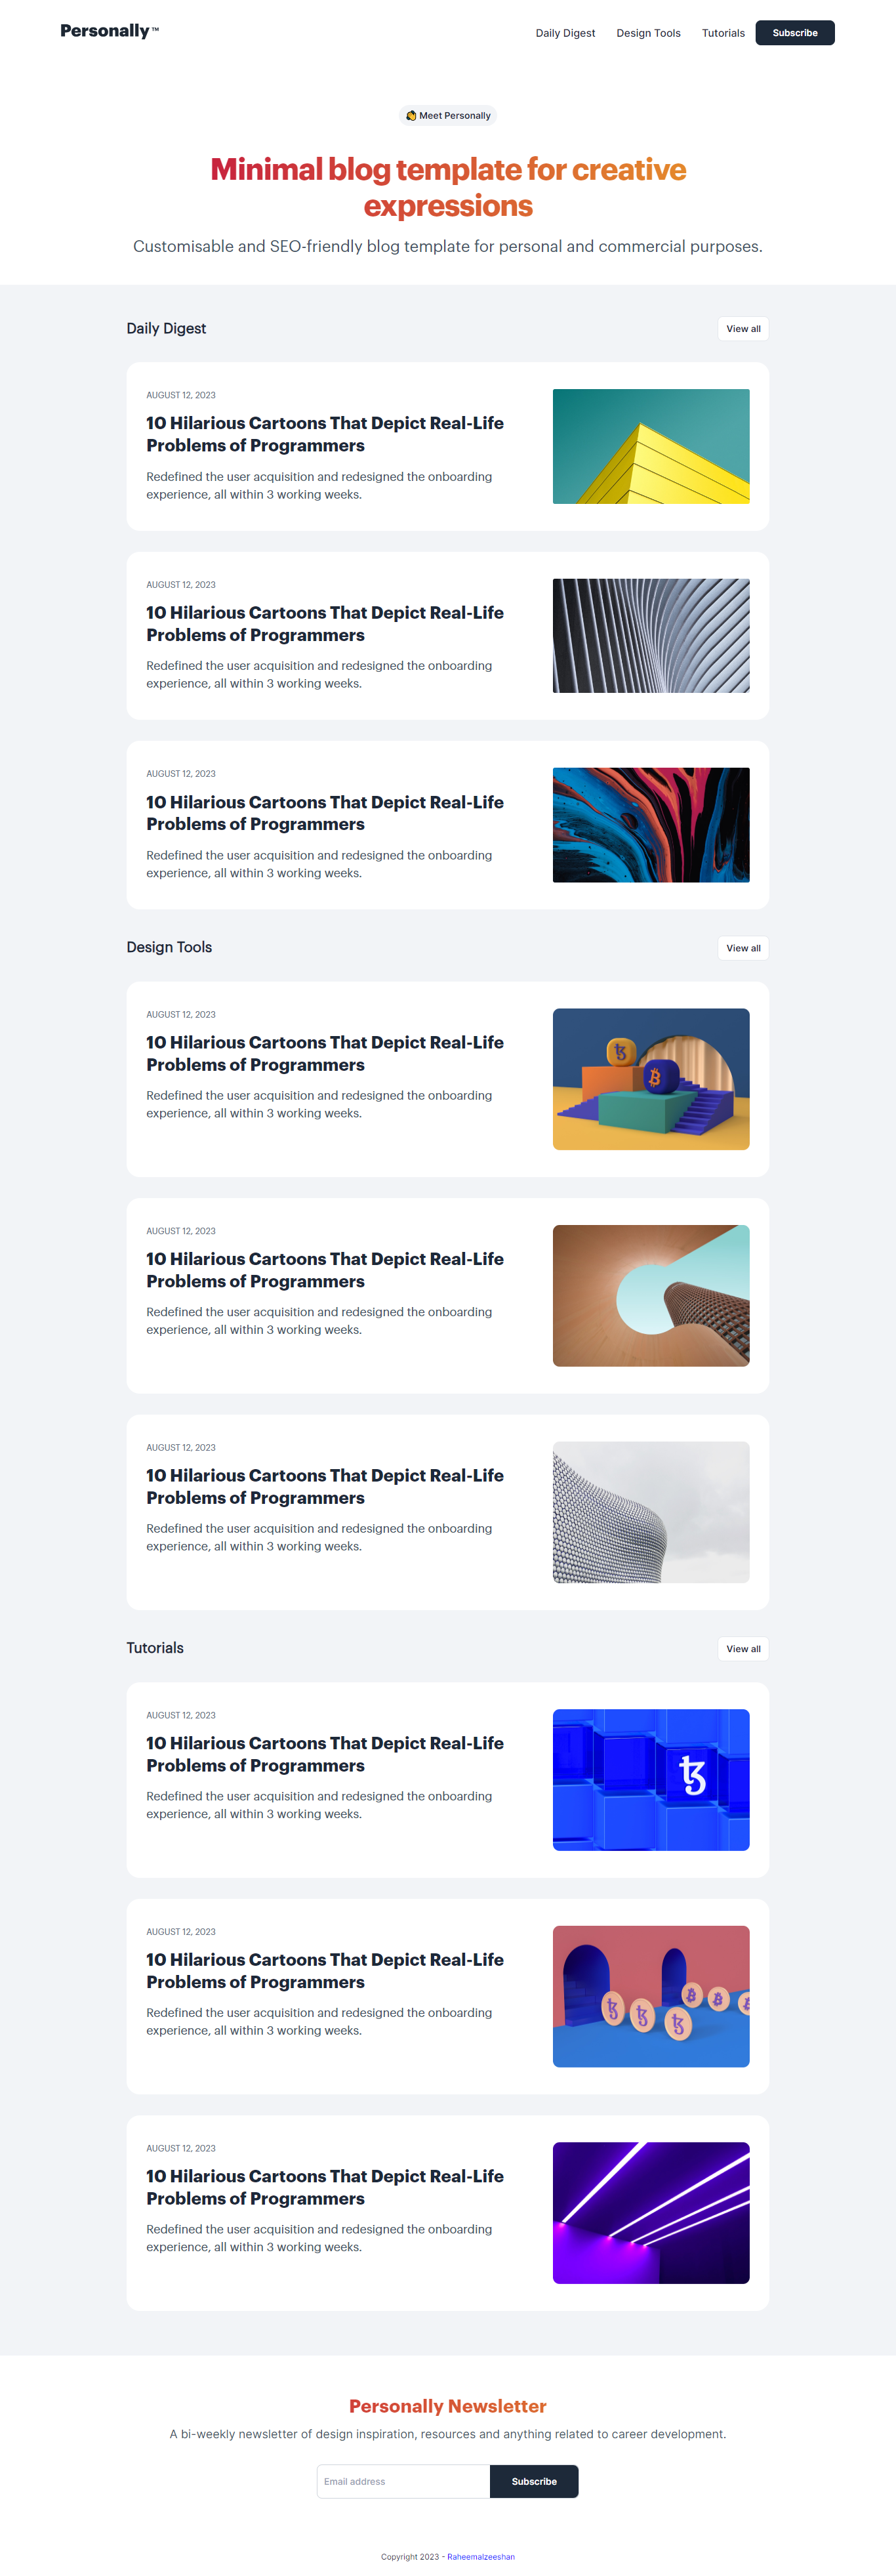 Personally™
Daily Digest
Design Tools
Tutorials
Subscribe
👏 Meet Personally
Minimal blog template for creative
expressions
Customisable and SEO-friendly blog template for personal and commercial purposes.
Daily Digest
View all
AUGUST 12, 2023
10 Hilarious Cartoons That Depict Real-Life
Problems of Programmers
Redefined the user acquisition and redesigned the onboarding
experience, all within 3 working weeks.
AUGUST 12, 2023
10 Hilarious Cartoons That Depict Real-Life
Problems of Programmers
Redefined the user acquisition and redesigned the onboarding
experience, all within 3 working weeks.
AUGUST 12, 2023
10 Hilarious Cartoons That Depict Real-Life
Problems of Programmers
Redefined the user acquisition and redesigned the onboarding
experience, all within 3 working weeks.
Design Tools
View all
AUGUST 12, 2023
10 Hilarious Cartoons That Depict Real-Life
Problems of Programmers
Redefined the user acquisition and redesigned the onboarding
experience, all within 3 working weeks.
AUGUST 12, 2023
10 Hilarious Cartoons That Depict Real-Life
Problems of Programmers
Redefined the user acquisition and redesigned the onboarding
experience, all within 3 working weeks.
AUGUST 12, 2023
10 Hilarious Cartoons That Depict Real-Life
Problems of Programmers
Redefined the user acquisition and redesigned the onboarding
experience, all within 3 working weeks.
Tutorials
View all
AUGUST 12, 2023
10 Hilarious Cartoons That Depict Real-Life
Problems of Programmers
Redefined the user acquisition and redesigned the onboarding
experience, all within 3 working weeks.
AUGUST 12, 2023
10 Hilarious Cartoons That Depict Real-Life
Problems of Programmers
Redefined the user acquisition and redesigned the onboarding
experience, all within 3 working weeks.
AUGUST 12, 2023
10 Hilarious Cartoons That Depict Real-Life
Problems of Programmers
Redefined the user acquisition and redesigned the onboarding
experience, all within 3 working weeks.
Personally Newsletter
A bi-weekly newsletter of design inspiration, resources and anything related to career development.
Email address
Subscribe
Copyright 2023 - Raheemalzeeshan